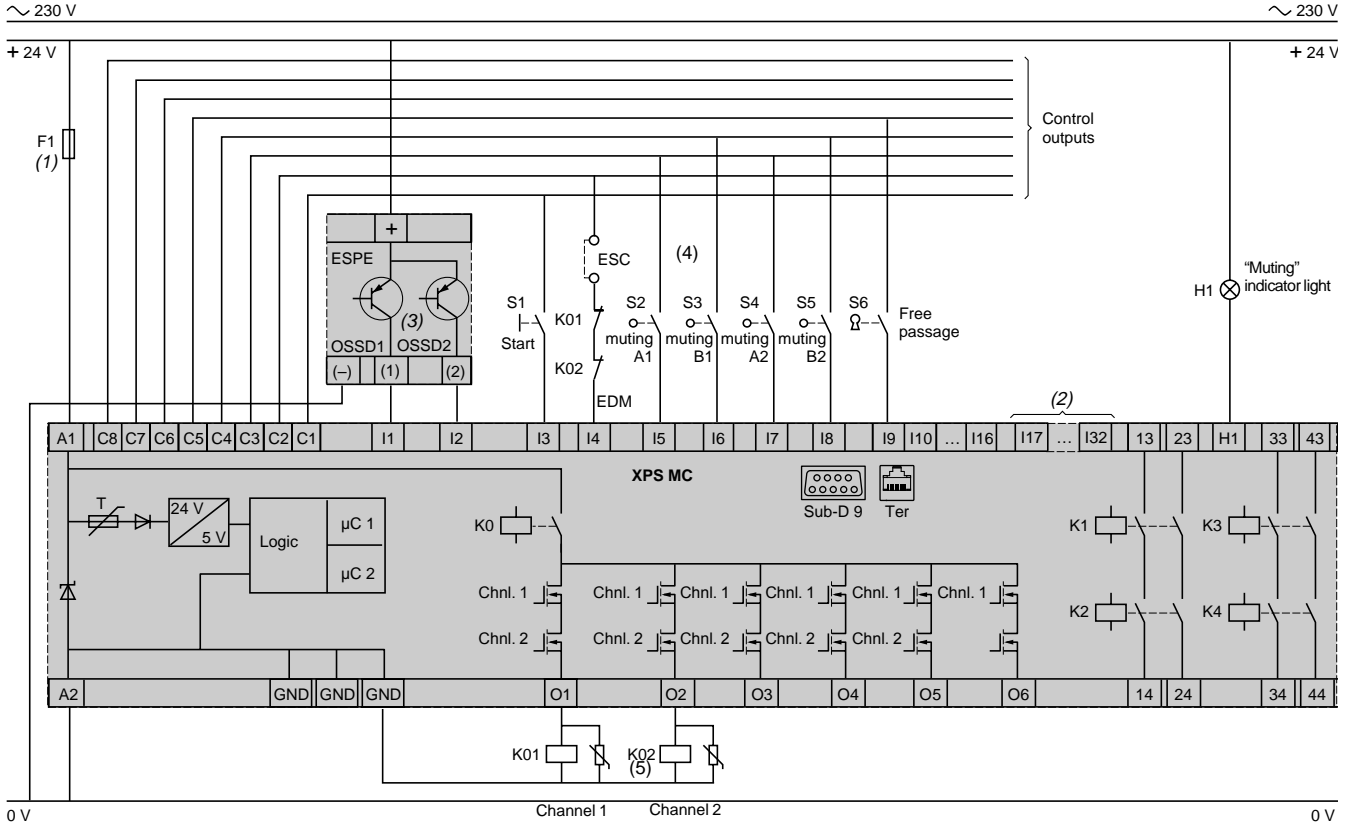 230 V 230 V
+ 24 V + 24 V
F1
(1)
Control
outputs
+
ESPE
(3)
OSSD1 OSSD2
(–) (1) (2)
S1
Start
ESC
K01
K02
EDM
(4)
S2 S3 S4 S5 S6
muting A1
muting B1
muting A2
muting B2
Free
passage
H1
“Muting”
indicator light
(2)
A1 C8 C7 C6 C5 C4 C3 C2 C1 I1 I2 I3 I4 I5 I6 I7 I8 I9 I10 ... I16 I17 ... I32 13 23 H1 33 43
XPS MC
Sub-D 9 Ter
T
24 V
5 V
Logic
µC 1
µC 2
K0 K1 K3
Chnl. 1 Chnl. 1 Chnl. 1 Chnl. 1 Chnl. 1 Chnl. 1
K2 K4
Chnl. 2 Chnl. 2 Chnl. 2 Chnl. 2 Chnl. 2
A2 GND GND GND O1 O2 O3 O4 O5 O6 14 24 34 44
K01 K02
(5)
Channel 1 Channel 2
0 V 0 V